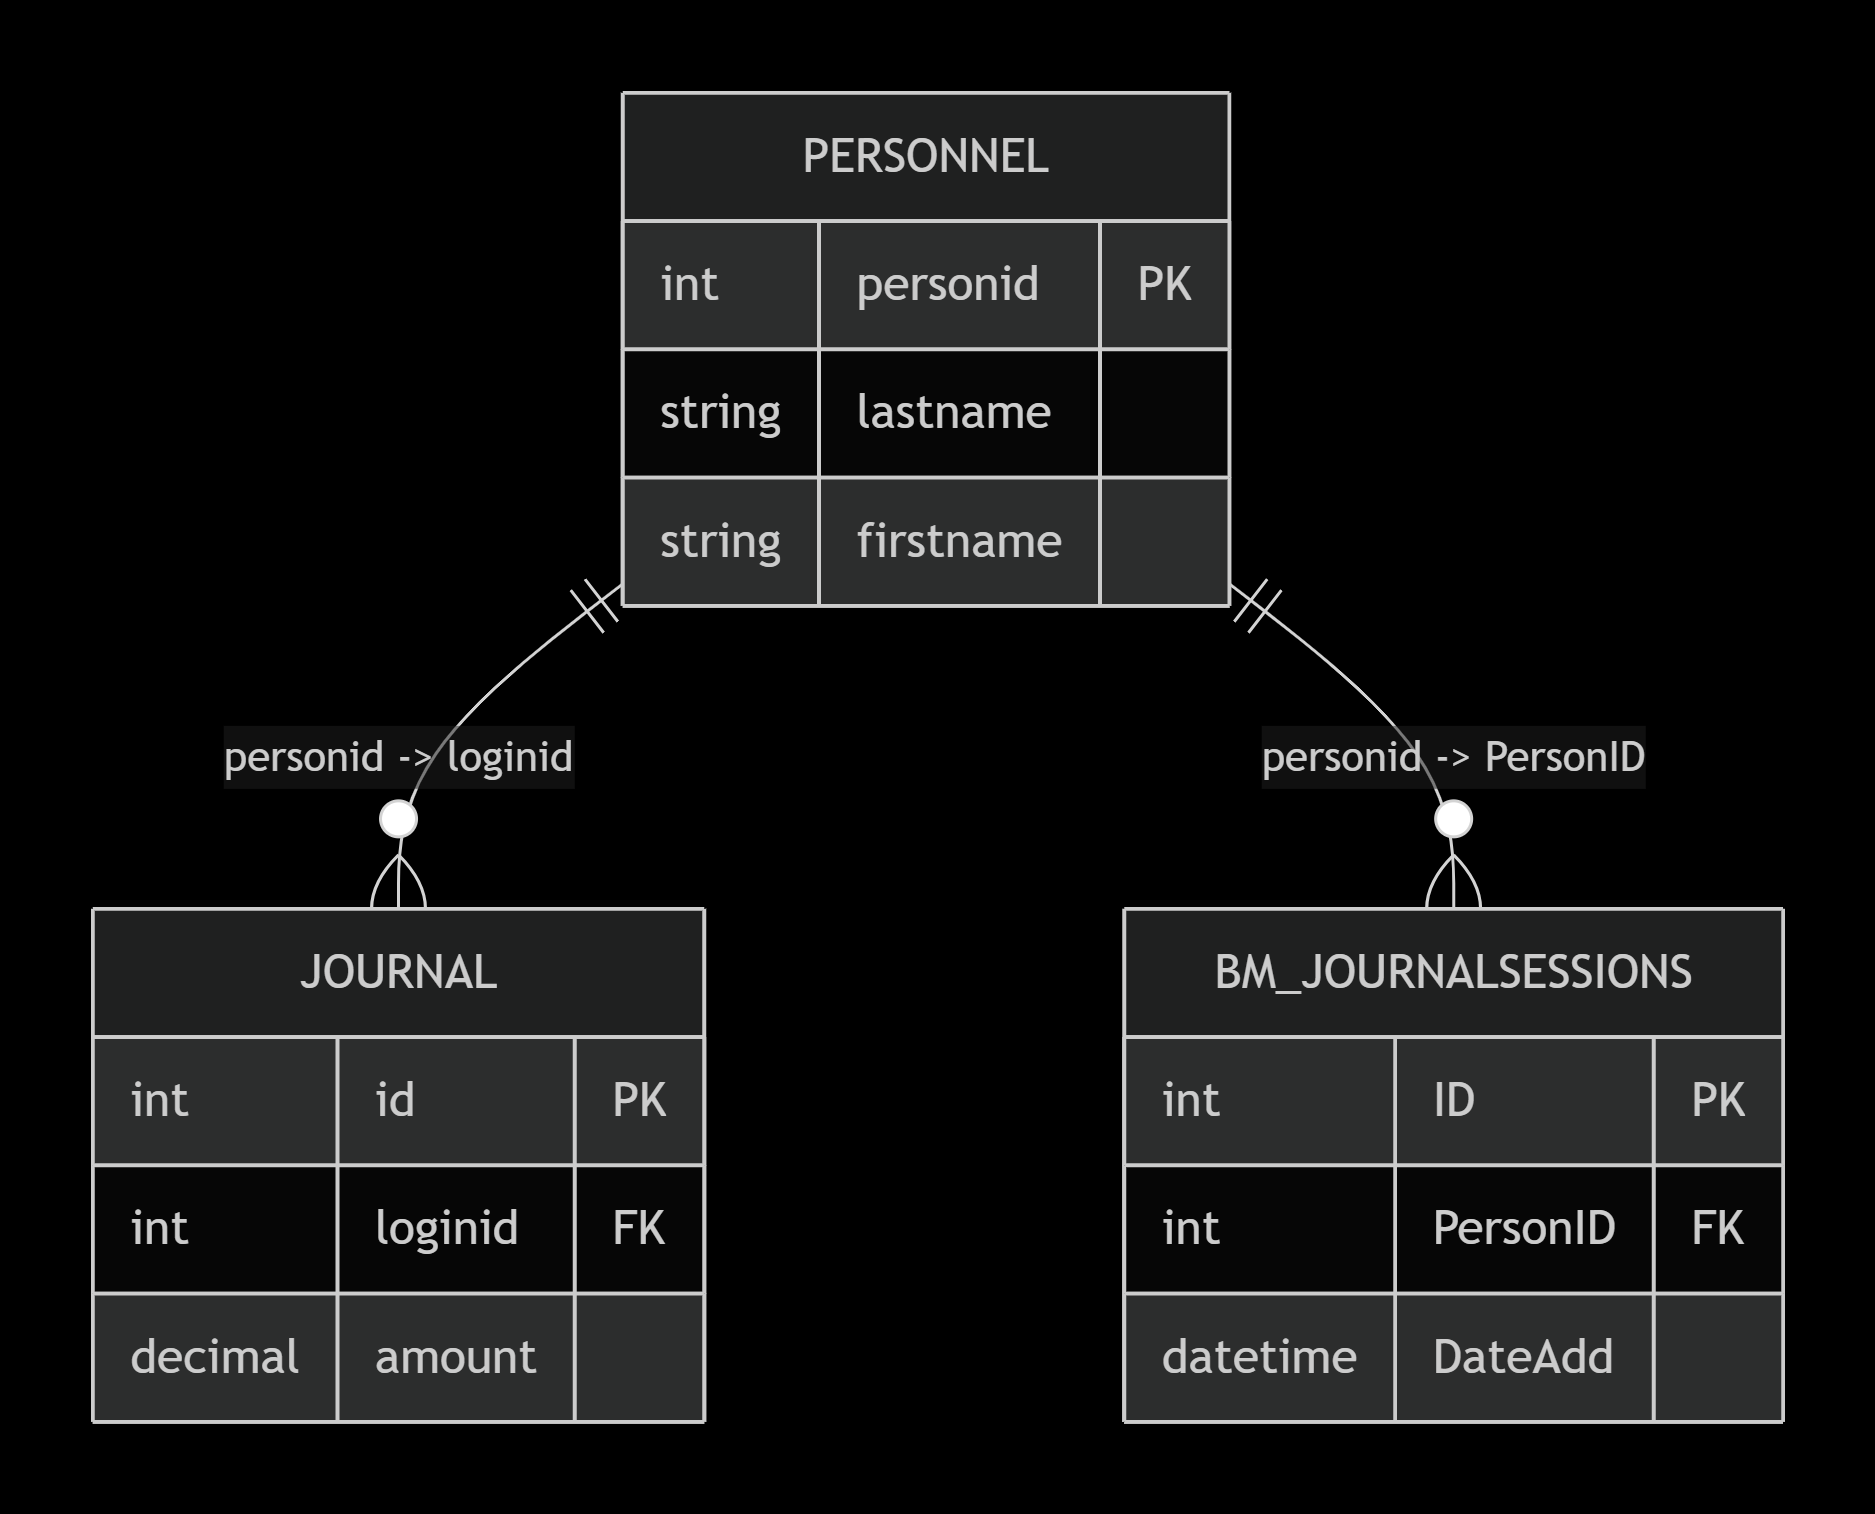 PERSONNEL
int personid PK
string lastname
string firstname
personid -> loginid
personid -> PersonID
JOURNAL
int id PK
int loginid FK
decimal amount
BM_JOURNALSESSIONS
int ID PK
int PersonID FK
datetime DateAdd